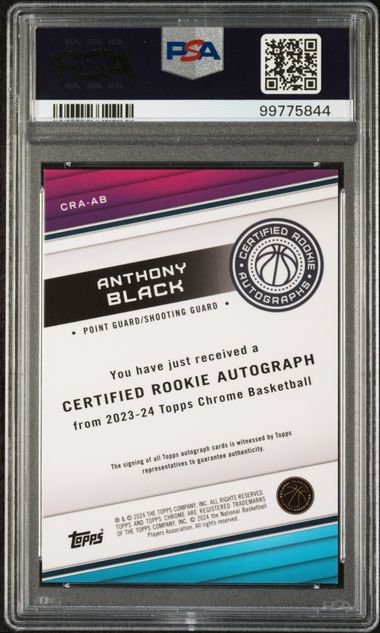 PSA
PSA
99775844
CRA-AB
CERTIFIED ROOKIE
AUTOGRAPHS
ANTHONY
BLACK
• POINT GUARD/SHOOTING GUARD •
You have just received a
CERTIFIED ROOKIE AUTOGRAPH
from 2023-24 Topps Chrome Basketball
The signing of all Topps autograph cards is witnessed by Topps
representatives to guarantee authenticity.
® & © 2024 THE TOPPS COMPANY, INC. ALL RIGHTS RESERVED.
TOPPS AND TOPPS CHROME ARE REGISTERED TRADEMARKS
OF THE TOPPS COMPANY, INC. © 2024 the National Basketball
Players Association. All rights reserved.
Topps